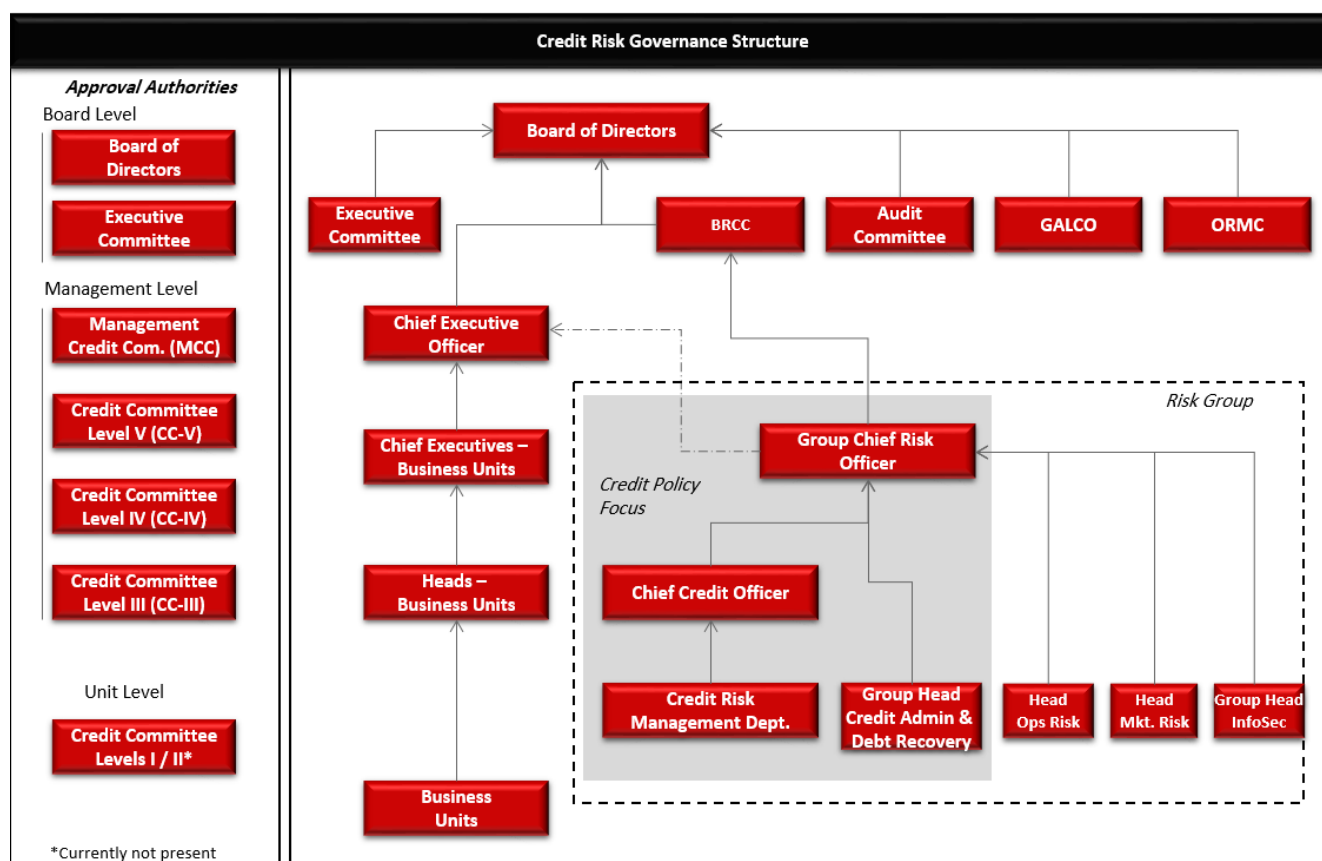 Credit Risk Governance Structure
Approval Authorities
Board Level
Board of
Directors
Executive
Committee
Management Level
Management
Credit Com. (MCC)
Credit Committee
Level V (CC-V)
Credit Committee
Level IV (CC-IV)
Credit Committee
Level III (CC-III)
Unit Level
Credit Committee
Levels I / II*
*Currently not present
Board of Directors
Executive
Committee
BRCC
Audit
Committee
GALCO
ORMC
Chief Executive
Officer
Risk Group
Chief Executives –
Business Units
Group Chief Risk
Officer
Credit Policy
Focus
Heads –
Business Units
Chief Credit Officer
Credit Risk
Management Dept.
Group Head
Credit Admin &
Debt Recovery
Head
Ops Risk
Head
Mkt. Risk
Group Head
InfoSec
Business
Units